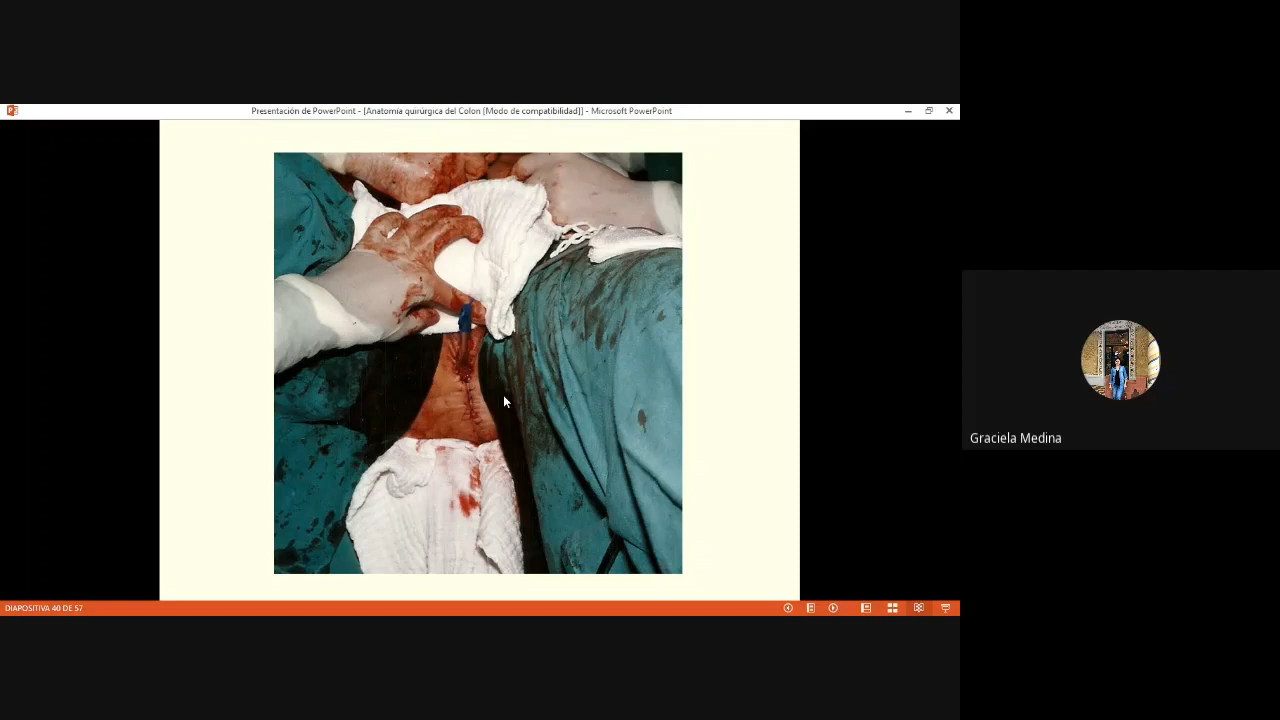 Presentación de PowerPoint - [Anatomía quirúrgica del Colon [Modo de compatibilidad]] - Microsoft PowerPoint
Graciela Medina
DIAPOSITIVA 40 DE 57